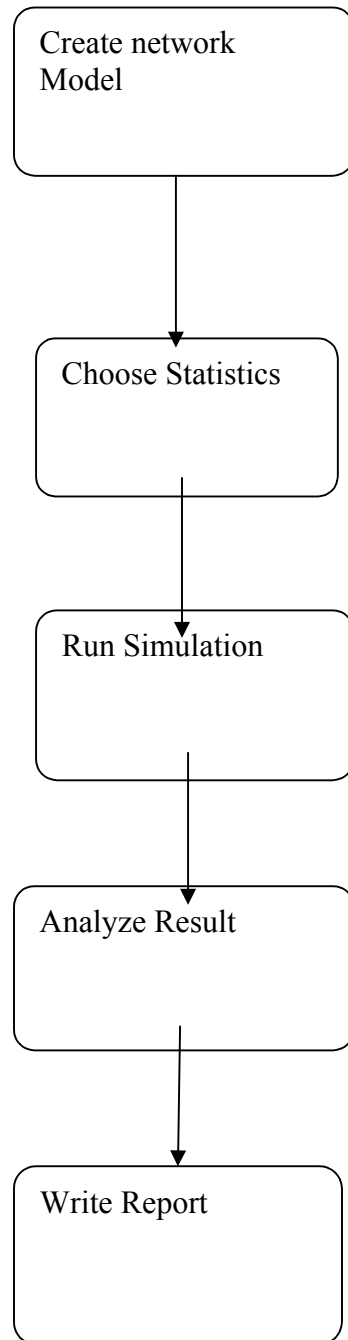 Create network
Model
Choose Statistics
Run Simulation
Analyze Result
Write Report